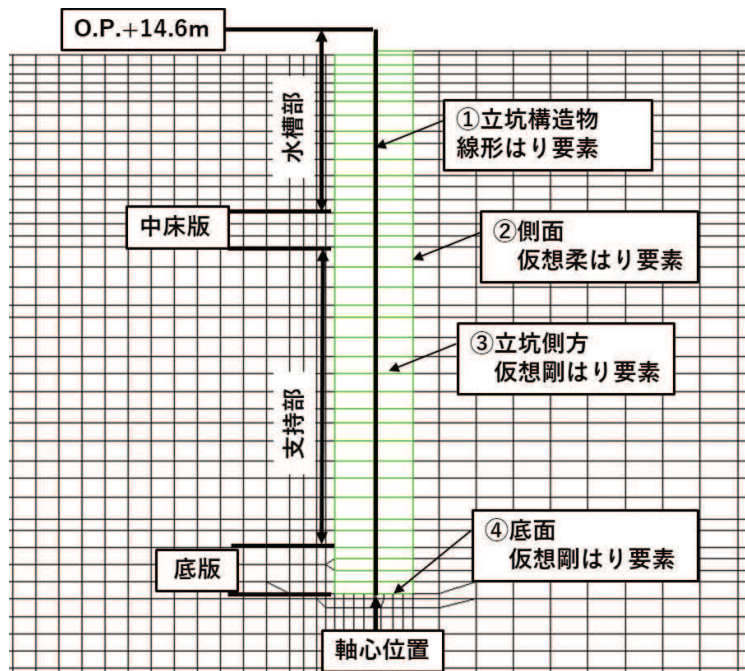 O.P.+14.6m
水槽部
①立坑構造物
線形はり要素
中床版
②側面
仮想柔はり要素
③立坑側方
仮想剛はり要素
支持部
④底面
仮想剛はり要素
底版
軸心位置